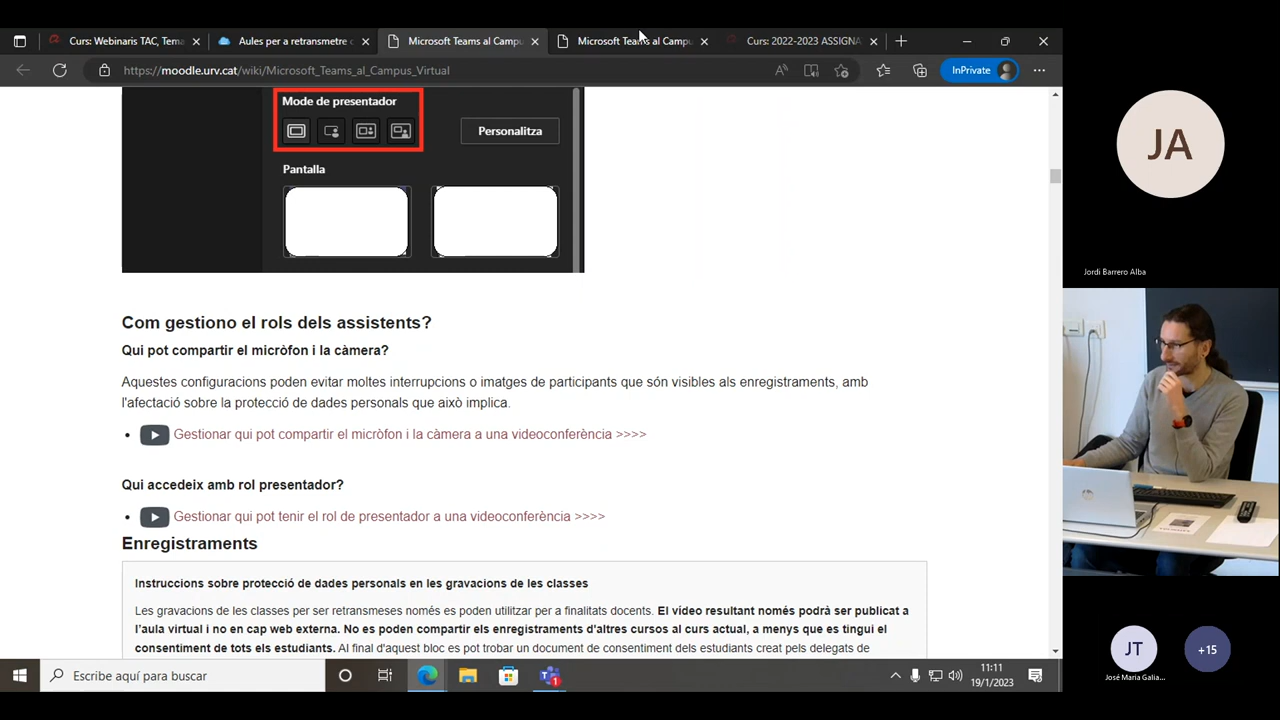 Curs: Webinaris TAC, Tema
Aules per a retransmetre c
Microsoft Teams al Campu
Microsoft Teams al Campu
Curs: 2022-2023 ASSIGNA
https://moodle.urv.cat/wiki/Microsoft_Teams_al_Campus_Virtual
InPrivate
Mode de presentador
Personalitza
Pantalla
JA
Jordi Barrero Alba
Com gestiono el rols dels assistents?
Qui pot compartir el micròfon i la càmera?
Aquestes configuracions poden evitar moltes interrupcions o imatges de participants que són visibles als enregistraments, amb
l'afectació sobre la protecció de dades personals que això implica.
Gestionar qui pot compartir el micròfon i la càmera a una videoconferència >>>>
Qui accedeix amb rol presentador?
Gestionar qui pot tenir el rol de presentador a una videoconferència >>>>
Enregistraments
Instruccions sobre protecció de dades personals en les gravacions de les classes
Les gravacions de les classes per ser retransmeses només es poden utilitzar per a finalitats docents. El vídeo resultant només podrà ser publicat a
l'aula virtual i no en cap web externa. No es poden compartir els enregistraments d'altres cursos al curs actual, a menys que es tingui el
consentiment de tots els estudiants. Al final d'aquest bloc es pot trobar un document de consentiment dels estudiants creat pels delegats de
JT
+15
José Maria Galia...
Escribe aquí para buscar
1
11:11
19/1/2023